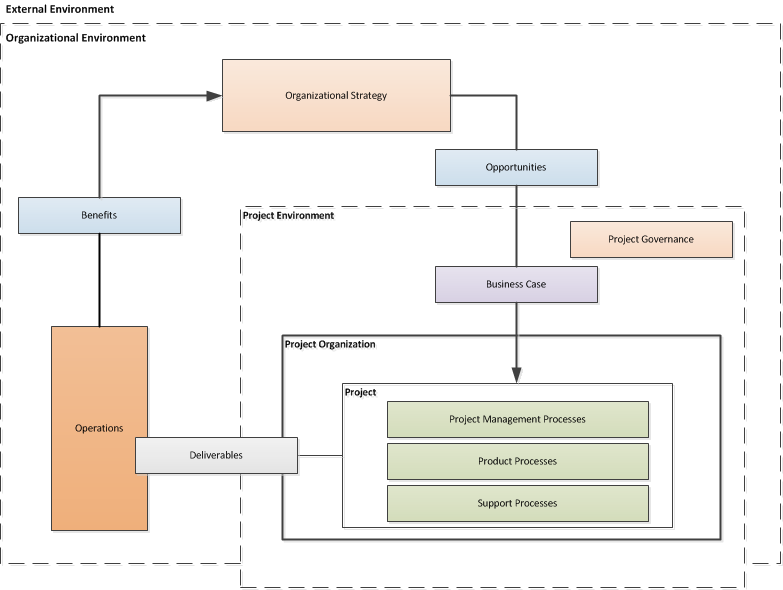 External Environment
Organizational Environment
Organizational Strategy
Opportunities
Benefits
Project Environment
Project Governance
Business Case
Project Organization
Project
Project Management Processes
Operations
Deliverables
Product Processes
Support Processes